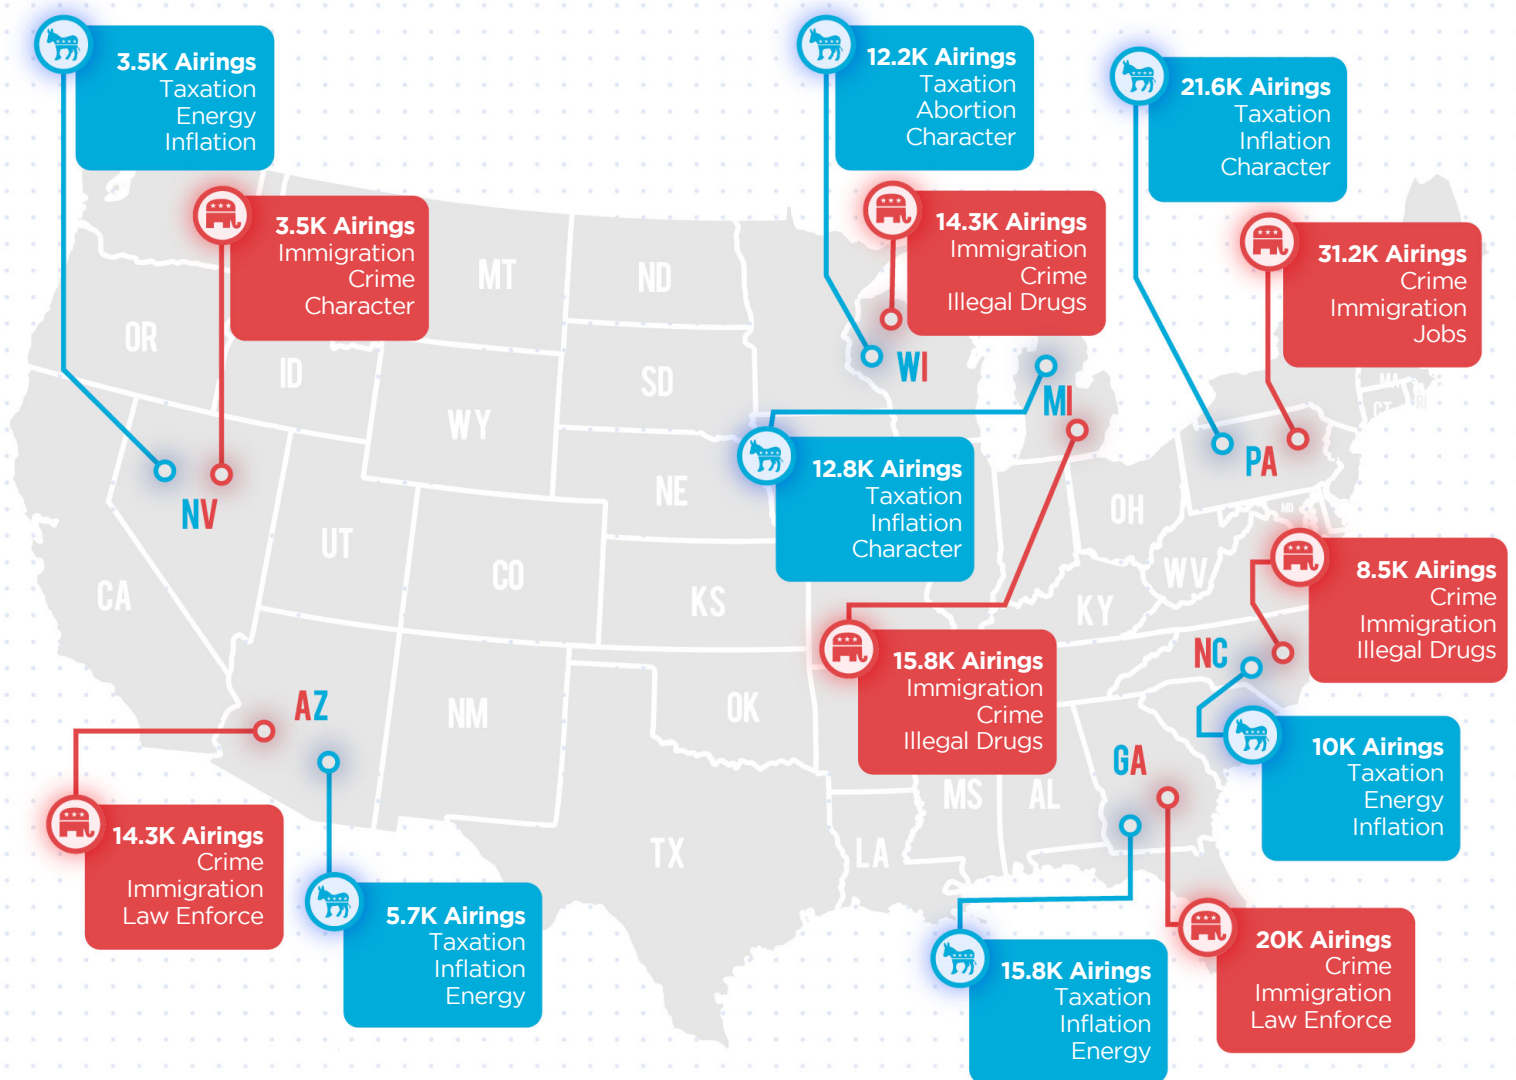 3.5K Airings
Taxation
Energy
Inflation
12.2K Airings
Taxation
Abortion
Character
21.6K Airings
Taxation
Inflation
Character
3.5K Airings
Immigration
Crime
Character
14.3K Airings
Immigration
Crime
Illegal Drugs
31.2K Airings
Crime
Immigration
Jobs
MT
ND
OR
ID
SD
WI
MI
MA
CT
RI
WY
12.8K Airings
Taxation
Inflation
Character
PA
NV
NE
OH
MD
UT
CO
KS
KY
WV
CA
8.5K Airings
Crime
Immigration
Illegal Drugs
15.8K Airings
Immigration
Crime
Illegal Drugs
NC
AZ
NM
OK
10K Airings
Taxation
Energy
Inflation
GA
MS
AL
14.3K Airings
Crime
Immigration
Law Enforce
TX
LA
5.7K Airings
Taxation
Inflation
Energy
15.8K Airings
Taxation
Inflation
Energy
20K Airings
Crime
Immigration
Law Enforce